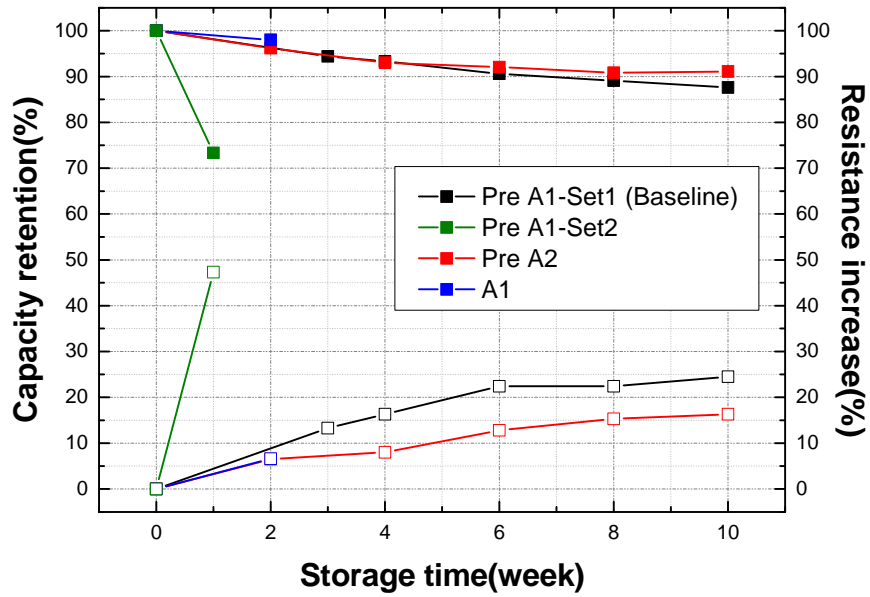 Capacity retention(%)
100
90
80
70
60
50
40
30
20
10
0
Pre A1-Set1 (Baseline)
Pre A1-Set2
Pre A2
A1
100
90
80
70
60
50
40
30
20
10
0
Resistance increase(%)
0 2 4 6 8 10
Storage time(week)